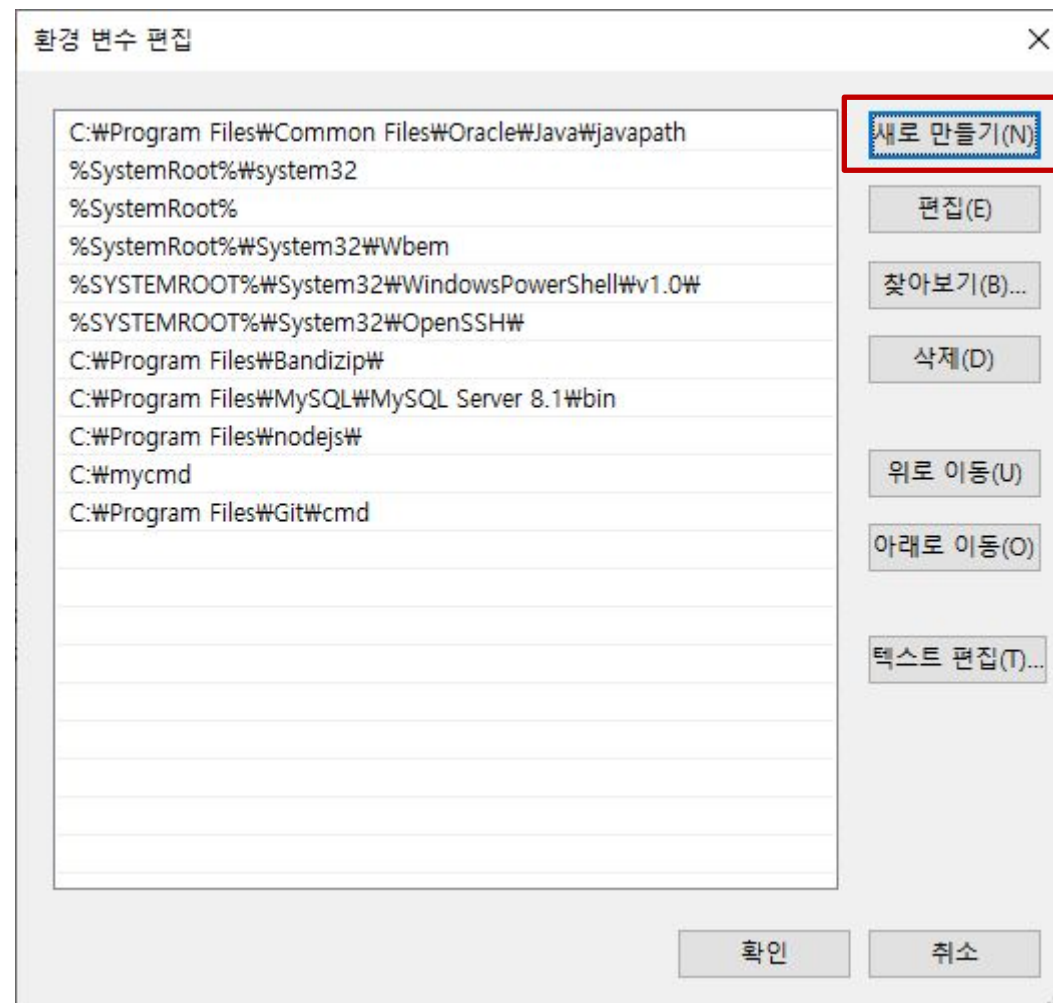 환경 변수 편집
C:₩Program Files₩Common Files₩Oracle₩Java₩javapath
%SystemRoot%₩system32
%SystemRoot%
%SystemRoot%₩System32₩Wbem
%SYSTEMROOT%₩System32₩WindowsPowerShell₩v1.0₩
%SYSTEMROOT%₩System32₩OpenSSH₩
C:₩Program Files₩Bandizip₩
C:₩Program Files₩MySQL₩MySQL Server 8.1₩bin
C:₩Program Files₩nodejs₩
C:₩mycmd
C:₩Program Files₩Git₩cmd
새로 만들기(N)
편집(E)
찾아보기(B)...
삭제(D)
위로 이동(U)
아래로 이동(O)
텍스트 편집(T)...
확인
취소